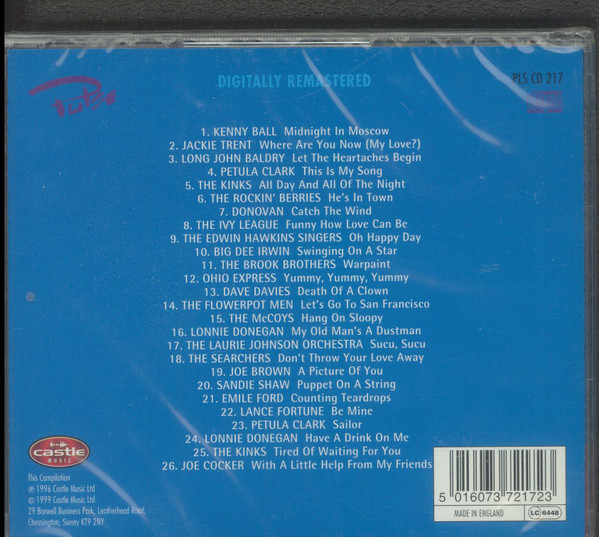 DIGITALLY REMASTERED
PLS CD 217
1. KENNY BALL Midnight In Moscow
2. JACKIE TRENT Where Are You Now (My Love?)
3. LONG JOHN BALDRY Let The Heartaches Begin
4. PETULA CLARK This Is My Song
5. THE KINKS All Day And All Of The Night
6. THE ROCKIN' BERRIES He's In Town
7. DONOVAN Catch The Wind
8. THE IVY LEAGUE Funny How Love Can Be
9. THE EDWIN HAWKINS SINGERS Oh Happy Day
10. BIG DEE IRWIN Swinging On A Star
11. THE BROOK BROTHERS Warpaint
12. OHIO EXPRESS Yummy, Yummy, Yummy
13. DAVE DAVIES Death Of A Clown
14. THE FLOWERPOT MEN Let's Go To San Francisco
15. THE McCOYS Hang On Sloopy
16. LONNIE DONEGAN My Old Man's A Dustman
17. THE LAURIE JOHNSON ORCHESTRA Sucu, Sucu
18. THE SEARCHERS Don't Throw Your Love Away
19. JOE BROWN A Picture Of You
20. SANDIE SHAW Puppet On A String
21. EMILE FORD Counting Teardrops
22. LANCE FORTUNE Be Mine
23. PETULA CLARK Sailor
24. LONNIE DONEGAN Have A Drink On Me
25. THE KINKS Tired Of Waiting For You
26. JOE COCKER With A Little Help From My Friends
castle
MUSIC
This Compilation
℗ 1996 Castle Music Ltd
© 1999 Castle Music Ltd
29 Barwell Business Park, Leatherhead Road,
Chessington, Surrey KT9 2NY
5 016073 721723
MADE IN ENGLAND
LC 6448